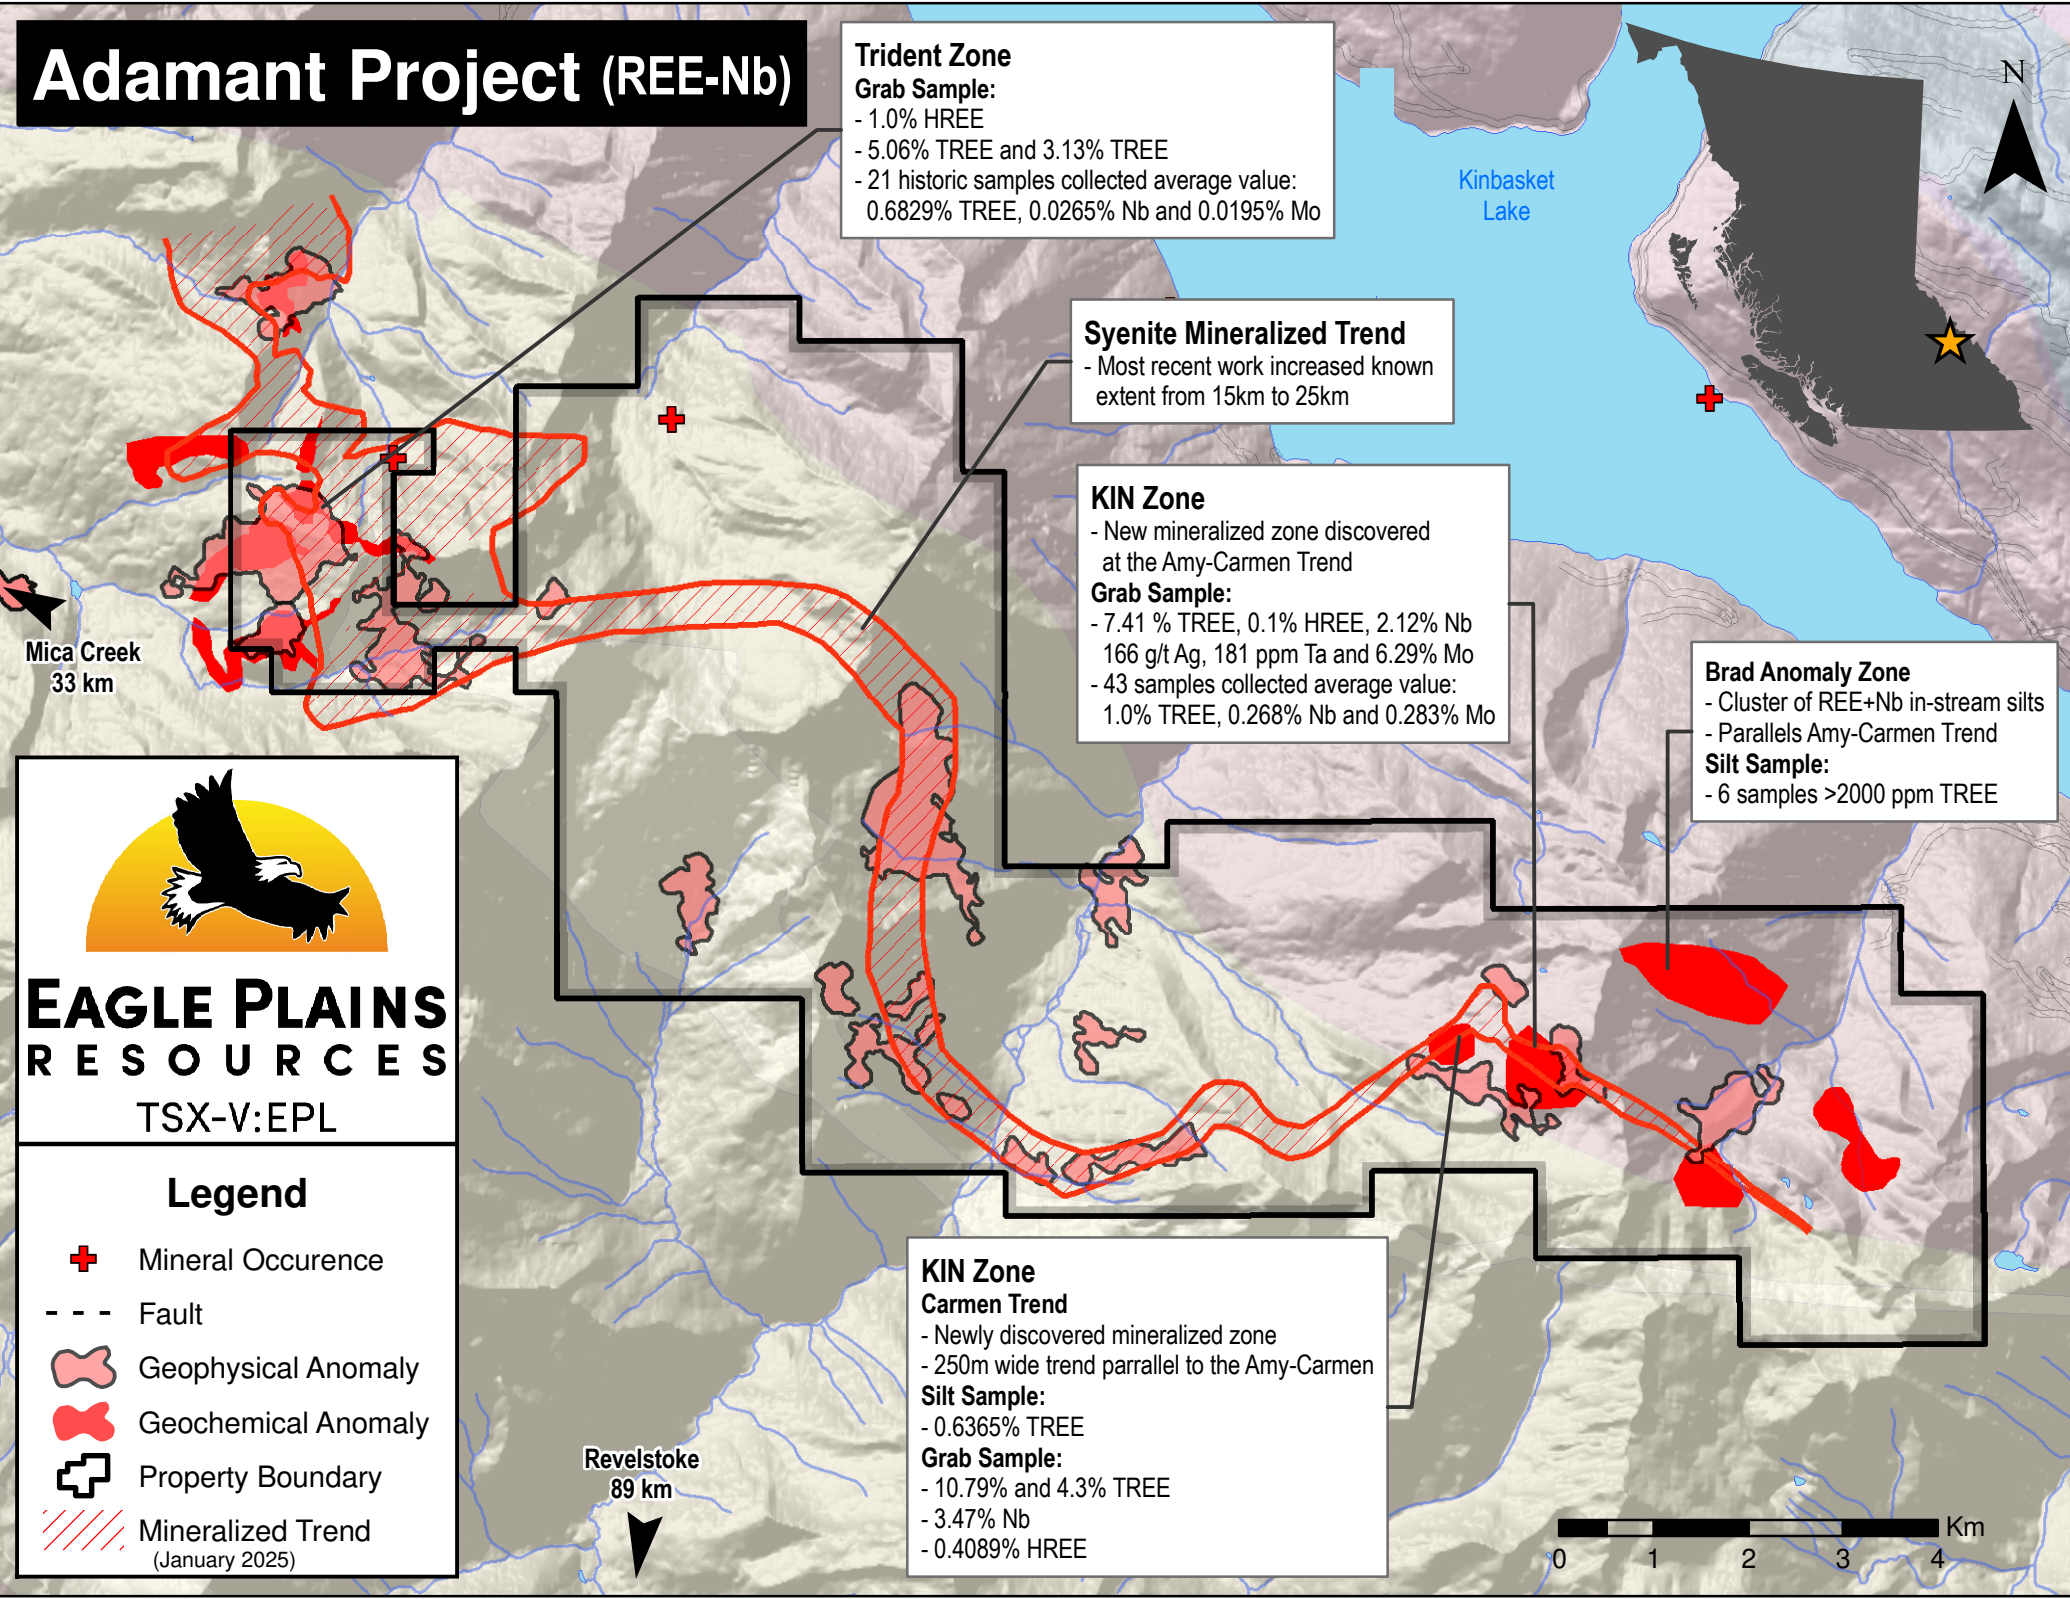 Adamant Project (REE-Nb)
Trident Zone
Grab Sample:
- 1.0% HREE
- 5.06% TREE and 3.13% TREE
- 21 historic samples collected average value:
0.6829% TREE, 0.0265% Nb and 0.0195% Mo
Kinbasket
Lake
N
Syenite Mineralized Trend
- Most recent work increased known
extent from 15km to 25km
KIN Zone
- New mineralized zone discovered
at the Amy-Carmen Trend
Grab Sample:
- 7.41 % TREE, 0.1% HREE, 2.12% Nb
166 g/t Ag, 181 ppm Ta and 6.29% Mo
- 43 samples collected average value:
1.0% TREE, 0.268% Nb and 0.283% Mo
Brad Anomaly Zone
- Cluster of REE+Nb in-stream silts
- Parallels Amy-Carmen Trend
Silt Sample:
- 6 samples >2000 ppm TREE
Mica Creek
33 km
EAGLE PLAINS
RESOURCES
TSX-V:EPL
Legend
Mineral Occurence
Fault
Geophysical Anomaly
Geochemical Anomaly
Property Boundary
Mineralized Trend
(January 2025)
KIN Zone
Carmen Trend
- Newly discovered mineralized zone
- 250m wide trend parrallel to the Amy-Carmen
Silt Sample:
- 0.6365% TREE
Grab Sample:
- 10.79% and 4.3% TREE
- 3.47% Nb
- 0.4089% HREE
Revelstoke
89 km
Km
0 1 2 3 4